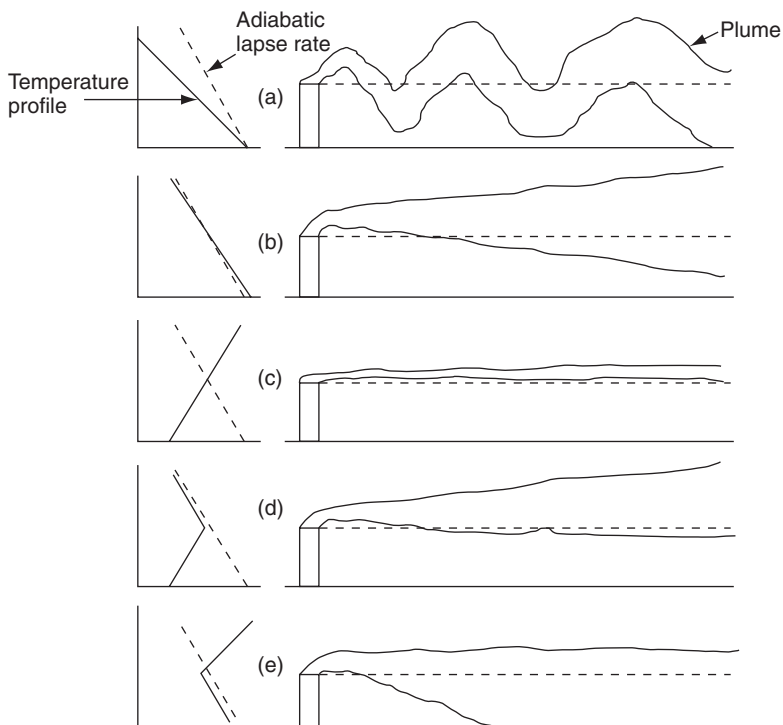 Adiabatic
lapse rate
Plume
Temperature
profile
(a)
(b)
(c)
(d)
(e)